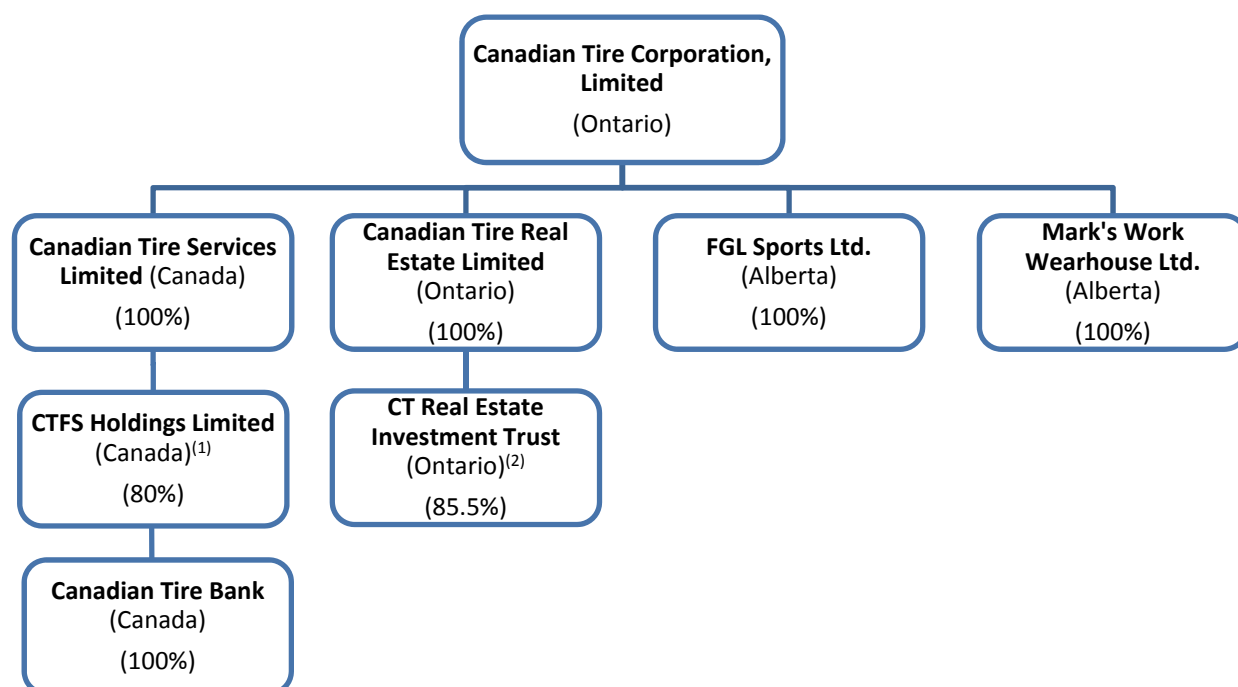 Canadian Tire Corporation,
Limited
(Ontario)
Canadian Tire Services
Limited (Canada)
(100%)
Canadian Tire Real
Estate Limited
(Ontario)
(100%)
FGL Sports Ltd.
(Alberta)
(100%)
Mark's Work
Wearhouse Ltd.
(Alberta)
(100%)
CTFS Holdings Limited
(Canada)(1)
(80%)
CT Real Estate
Investment Trust
(Ontario)(2)
(85.5%)
Canadian Tire Bank
(Canada)
(100%)